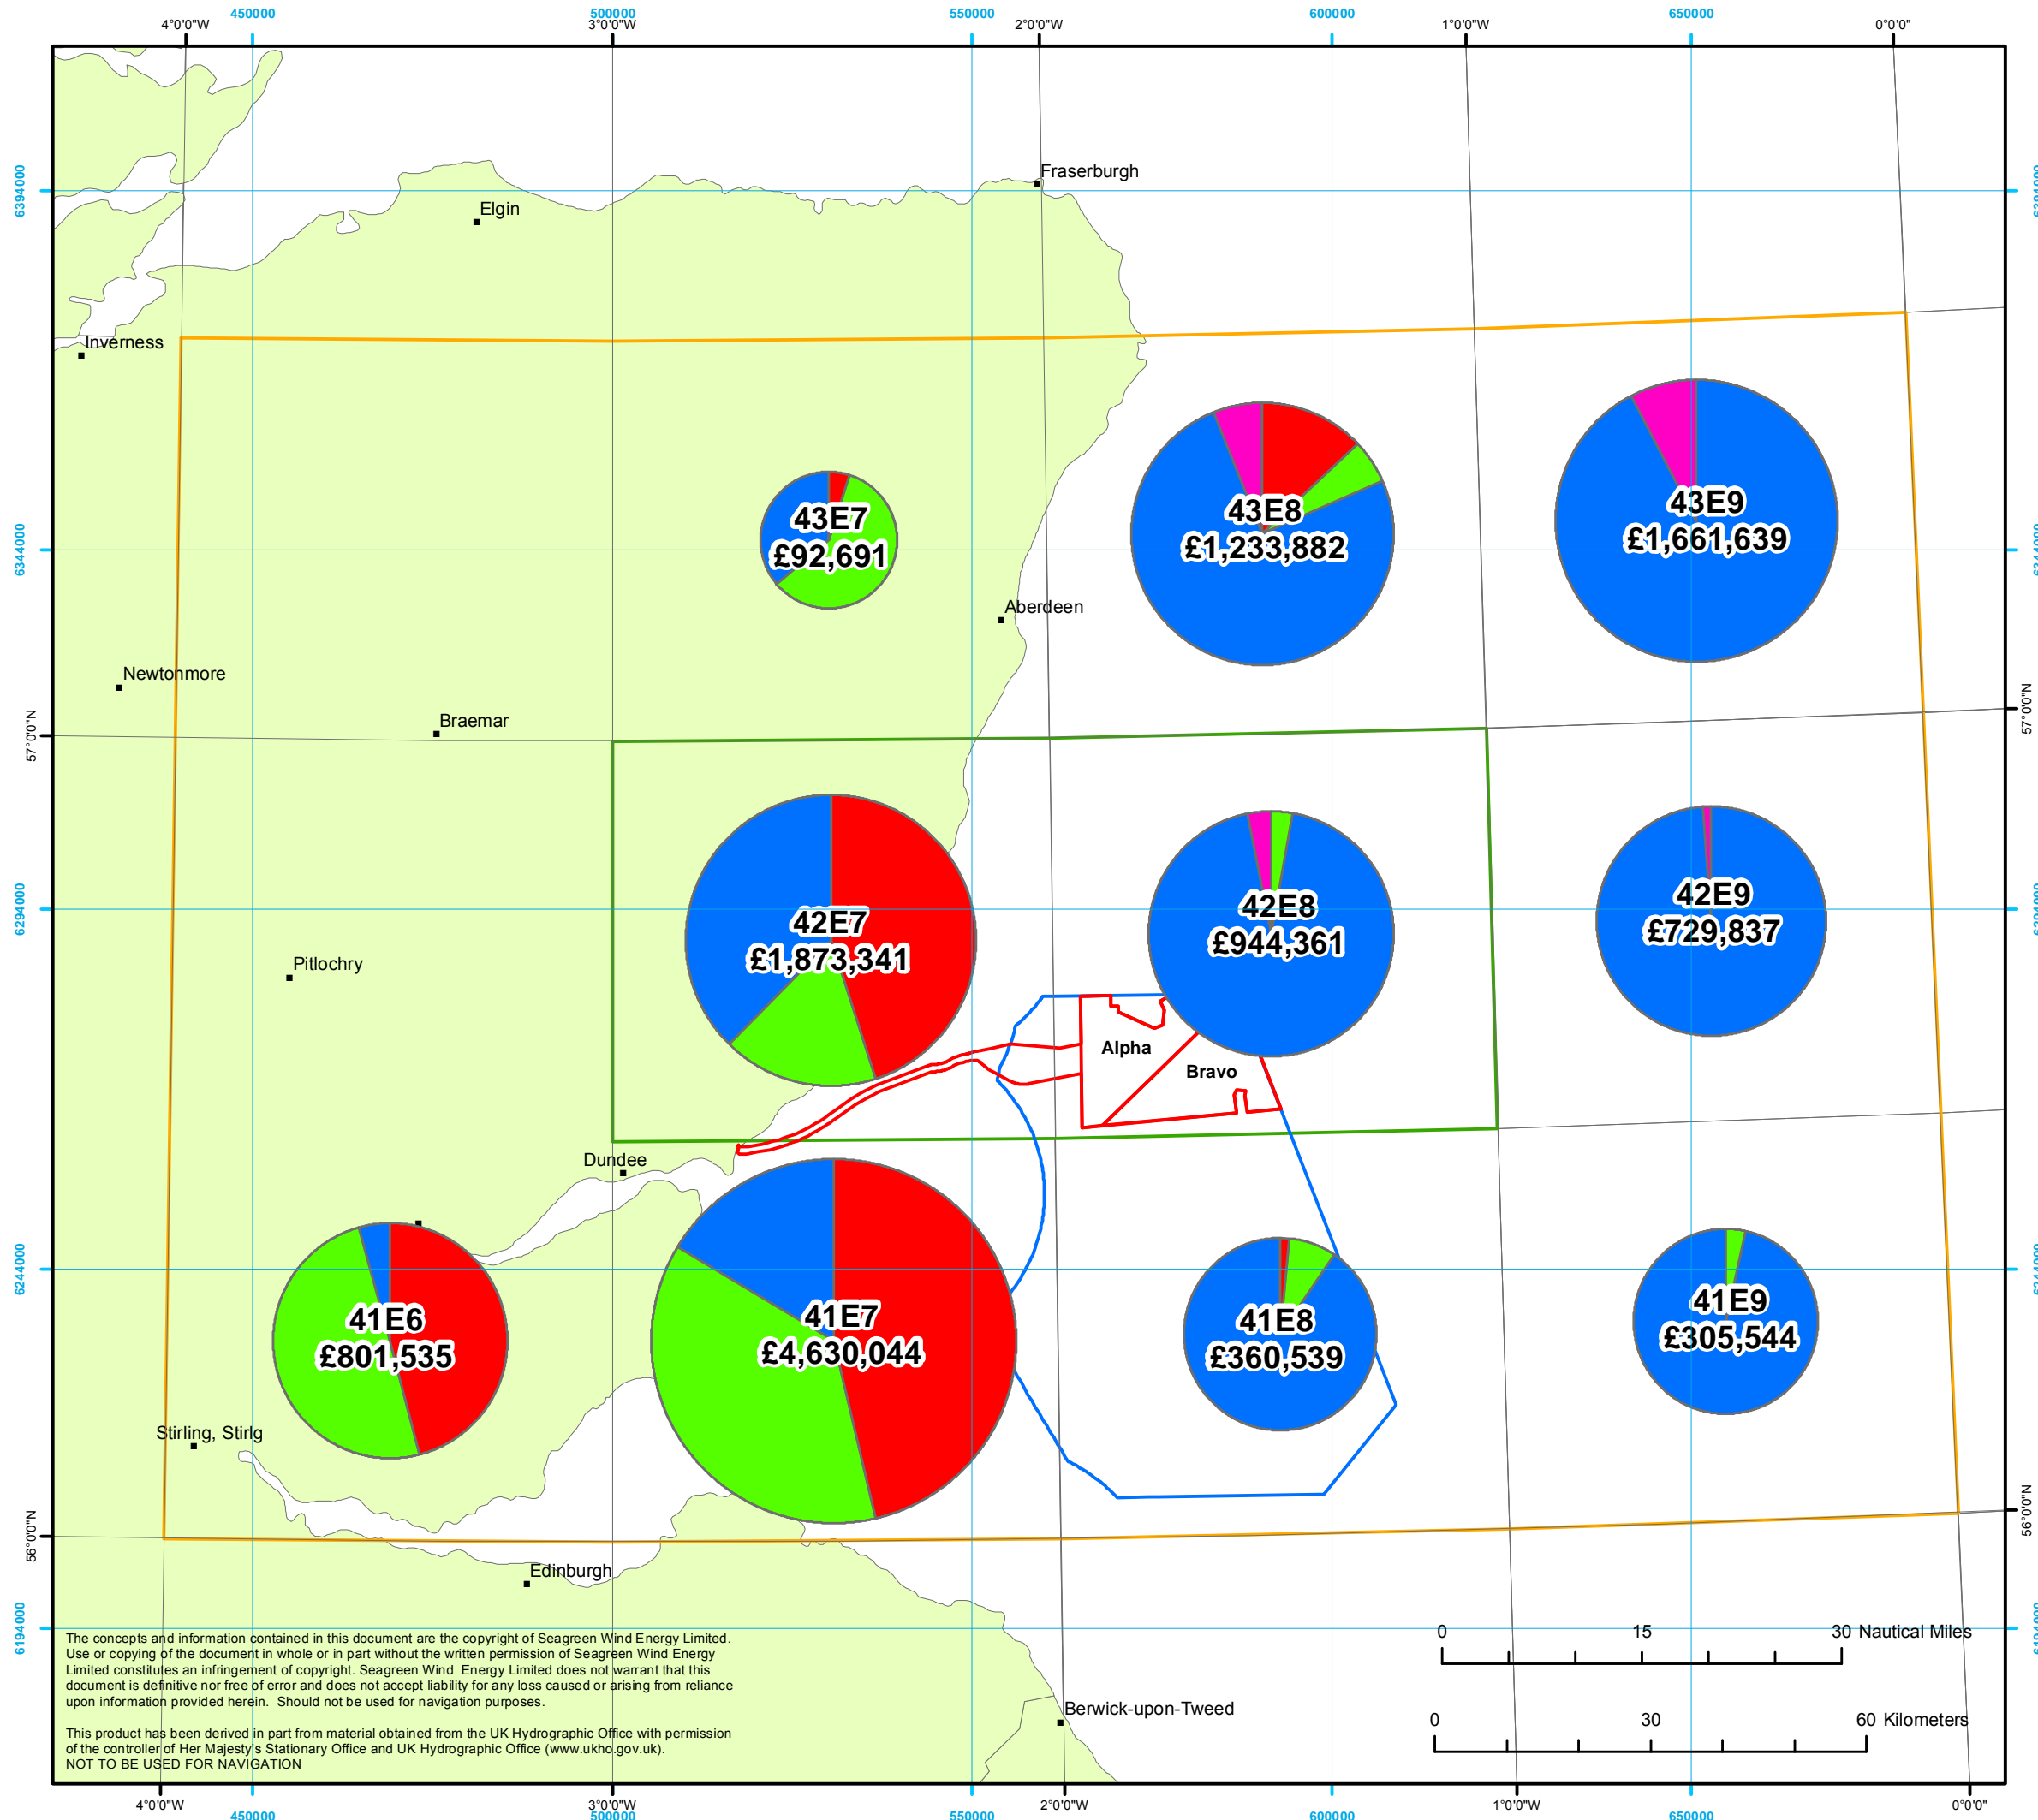 450000 500000 550000 600000 650000
4°0'0"W 3°0'0"W 2°0'0"W 1°0'0"W 0°0'0"
6394000 6394000
Fraserburgh
Elgin
Inverness
43E7
£92,691
43E8
£1,233,882
43E9
£1,661,639
6344000 6344000
Aberdeen
Newtonmore
Braemar
57°0'0"N 57°0'0"N
42E7
£1,873,341
42E8
£944,361
42E9
£729,837
6294000 6294000
Pitlochry
Alpha
Bravo
Dundee
6244000 6244000
41E6
£801,535
41E7
£4,630,044
41E8
£360,539
41E9
£305,544
Stirling, Stirlg
56°0'0"N 56°0'0"N
Edinburgh
6194000 6194000
The concepts and information contained in this document are the copyright of Seagreen Wind Energy Limited.
Use or copying of the document in whole or in part without the written permission of Seagreen Wind Energy
Limited constitutes an infringement of copyright. Seagreen Wind Energy Limited does not warrant that this
document is definitive nor free of error and does not accept liability for any loss caused or arising from reliance
upon information provided herein. Should not be used for navigation purposes.
This product has been derived in part from material obtained from the UK Hydrographic Office with permission
of the controller of Her Majesty's Stationary Office and UK Hydrographic Office (www.ukho.gov.uk).
NOT TO BE USED FOR NAVIGATION
0 15 30 Nautical Miles
Berwick-upon-Tweed
0 30 60 Kilometers
4°0'0"W 3°0'0"W 2°0'0"W 1°0'0"W 0°0'0"
450000 500000 550000 600000 650000